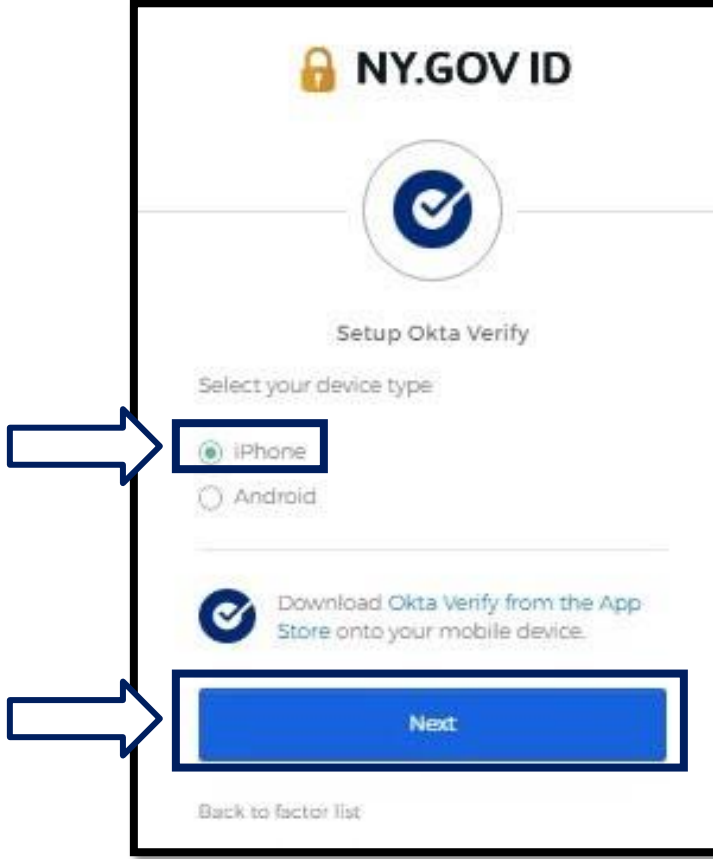 NY.GOV ID
Setup Okta Verify
Select your device type
iPhone
Android
Download Okta Verify from the App
Store onto your mobile device.
Next
Back to factor list